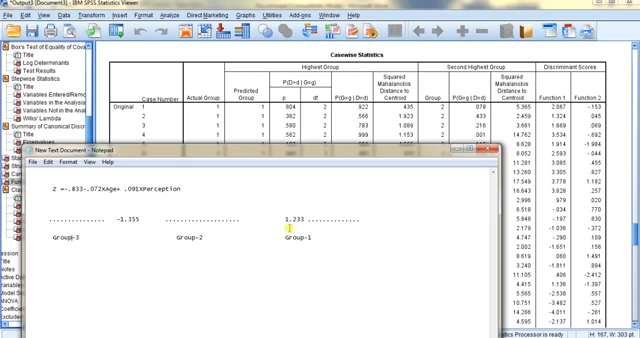 *Output3 [Document3] - IBM SPSS Statistics Viewer
File Edit View Data Transform Insert Format Analyze Direct Marketing Graphs Utilities Add-ons Window Help
Box's Test of Equality of Cova
Title
Log Determinants
Test Results
Stepwise Statistics
Title
Variables Entered/Remo
Variables in the Analysis
Variables Not in the Ana
Wilks' Lambda
Summary of Canonical Discri
Title
Eigenvalues
Casewise Statistics
Highest Group
Second Highest Group
Discriminant Scores
P(D>d | G=g)
Case Number Actual Group Predicted Group p df P(G=g | D=d) Squared Mahalanobis Distance to Centroid Group P(G=g | D=d) Squared Mahalanobis Distance to Centroid Function 1 Function 2
Original 1 1 1 .804 2 .922 .435 2 .078 5.365 2.067 -.153
2 1 1 .382 2 .566 1.923 2 .433 2.459 1.324 .045
3 1 1 .580 2 .783 1.089 2 .216 3.661 1.669 .069
4 1 1 .562 2 .999 1.153 2 .001 14.762 3.534 -.692
8.628 1.914 -1.984
8.052 2.593 -.044
11.281 3.085 .455
13.260 3.305 .827
17.549 3.778 1.182
16.643 3.828 .257
2.996 .979 .020
6.518 -.034 .770
5.848 -.197 .830
2.179 -1.036 -.372
4.747 -.290 .109
2.002 -1.651 .156
8.619 .060 1.491
3.240 -1.811 .894
11.105 .406 -2.412
4.415 1.136 -1.397
5.565 -2.538 .557
10.751 -3.482 .527
14.266 -4.011 -.261
4.595 -2.137 1.014
New Text Document - Notepad
File Edit Format View Help
Z =-.833-.072XAge+ .091XPerception
............... -1.355 .................... 1.233 ..............
Group-3 Group-2 Group-1
H: 167, W: 303 pt.